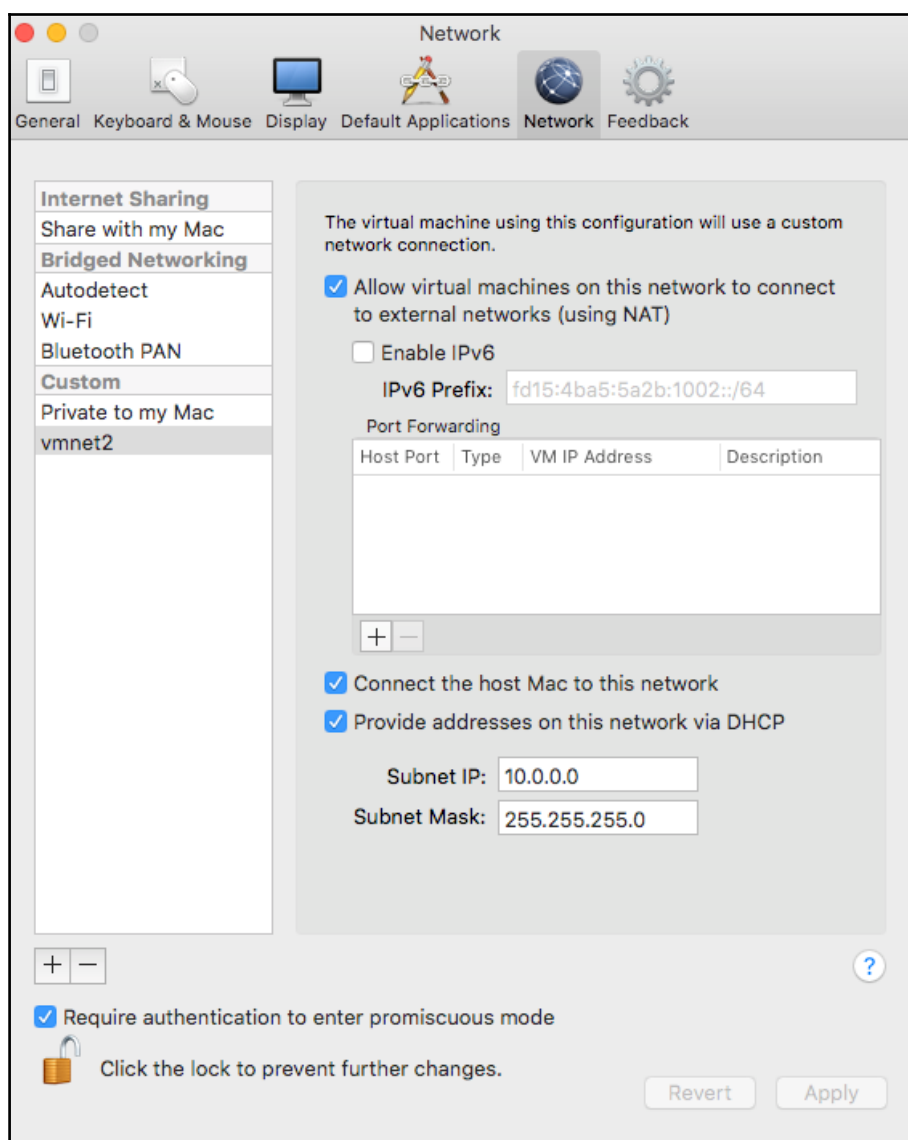 Network
General Keyboard & Mouse Display Default Applications Network Feedback
Internet Sharing
Share with my Mac
Bridged Networking
Autodetect
Wi-Fi
Bluetooth PAN
Custom
Private to my Mac
vmnet2
The virtual machine using this configuration will use a custom
network connection.
Allow virtual machines on this network to connect
to external networks (using NAT)
Enable IPv6
IPv6 Prefix: fd15:4ba5:5a2b:1002::/64
Port Forwarding
Host Port Type VM IP Address Description
+ −
Connect the host Mac to this network
Provide addresses on this network via DHCP
Subnet IP: 10.0.0.0
Subnet Mask: 255.255.255.0
+ −
?
Require authentication to enter promiscuous mode
Click the lock to prevent further changes.
Revert Apply